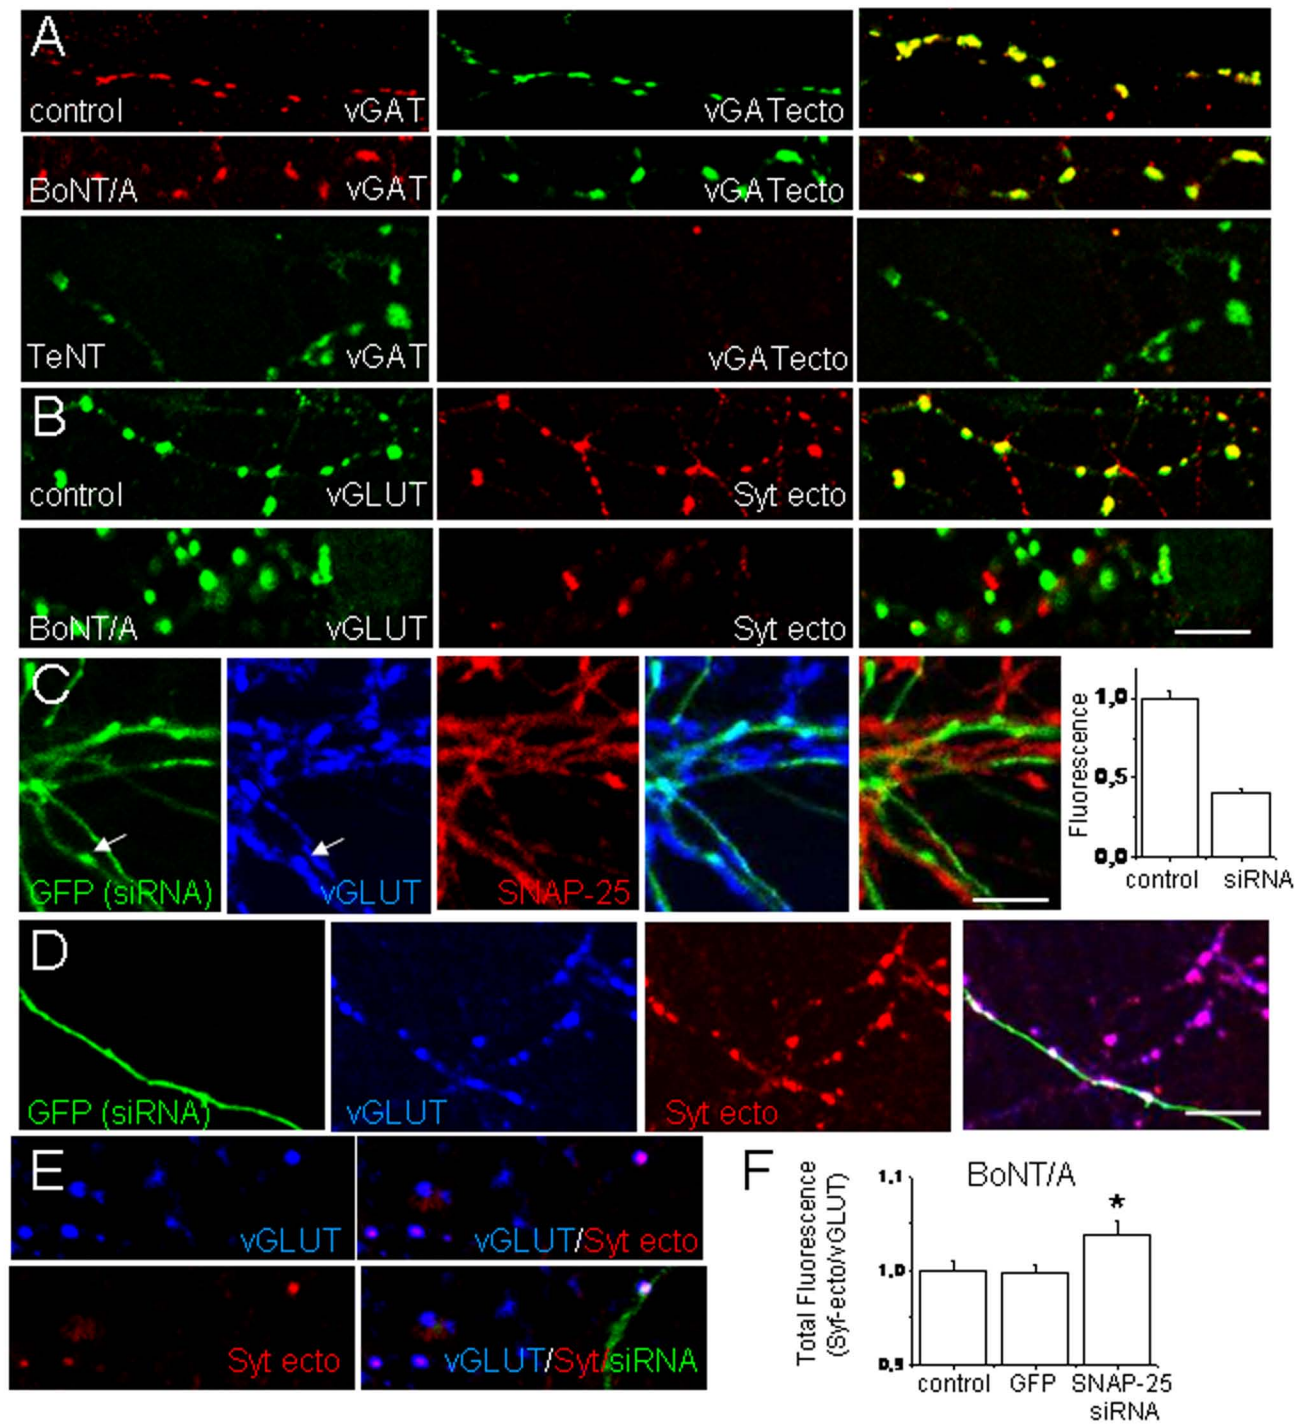 A
control
vGAT
vGATecto
BoNT/A
vGAT
vGATecto
TeNT
vGAT
vGATecto
B
control
vGLUT
Syt ecto
BoNT/A
vGLUT
Syt ecto
C
GFP (siRNA)
vGLUT
SNAP-25
Fluorescence
1,0
0,5
0,0
control
siRNA
D
GFP (siRNA)
vGLUT
Syt ecto
E
vGLUT
vGLUT/Syt ecto
Syt ecto
vGLUT/Syt/siRNA
F
BoNT/A
Total Fluorescence
(Syf-ecto/vGLUT)
1,1
*
1,0
0,9
control
GFP
SNAP-25
siRNA